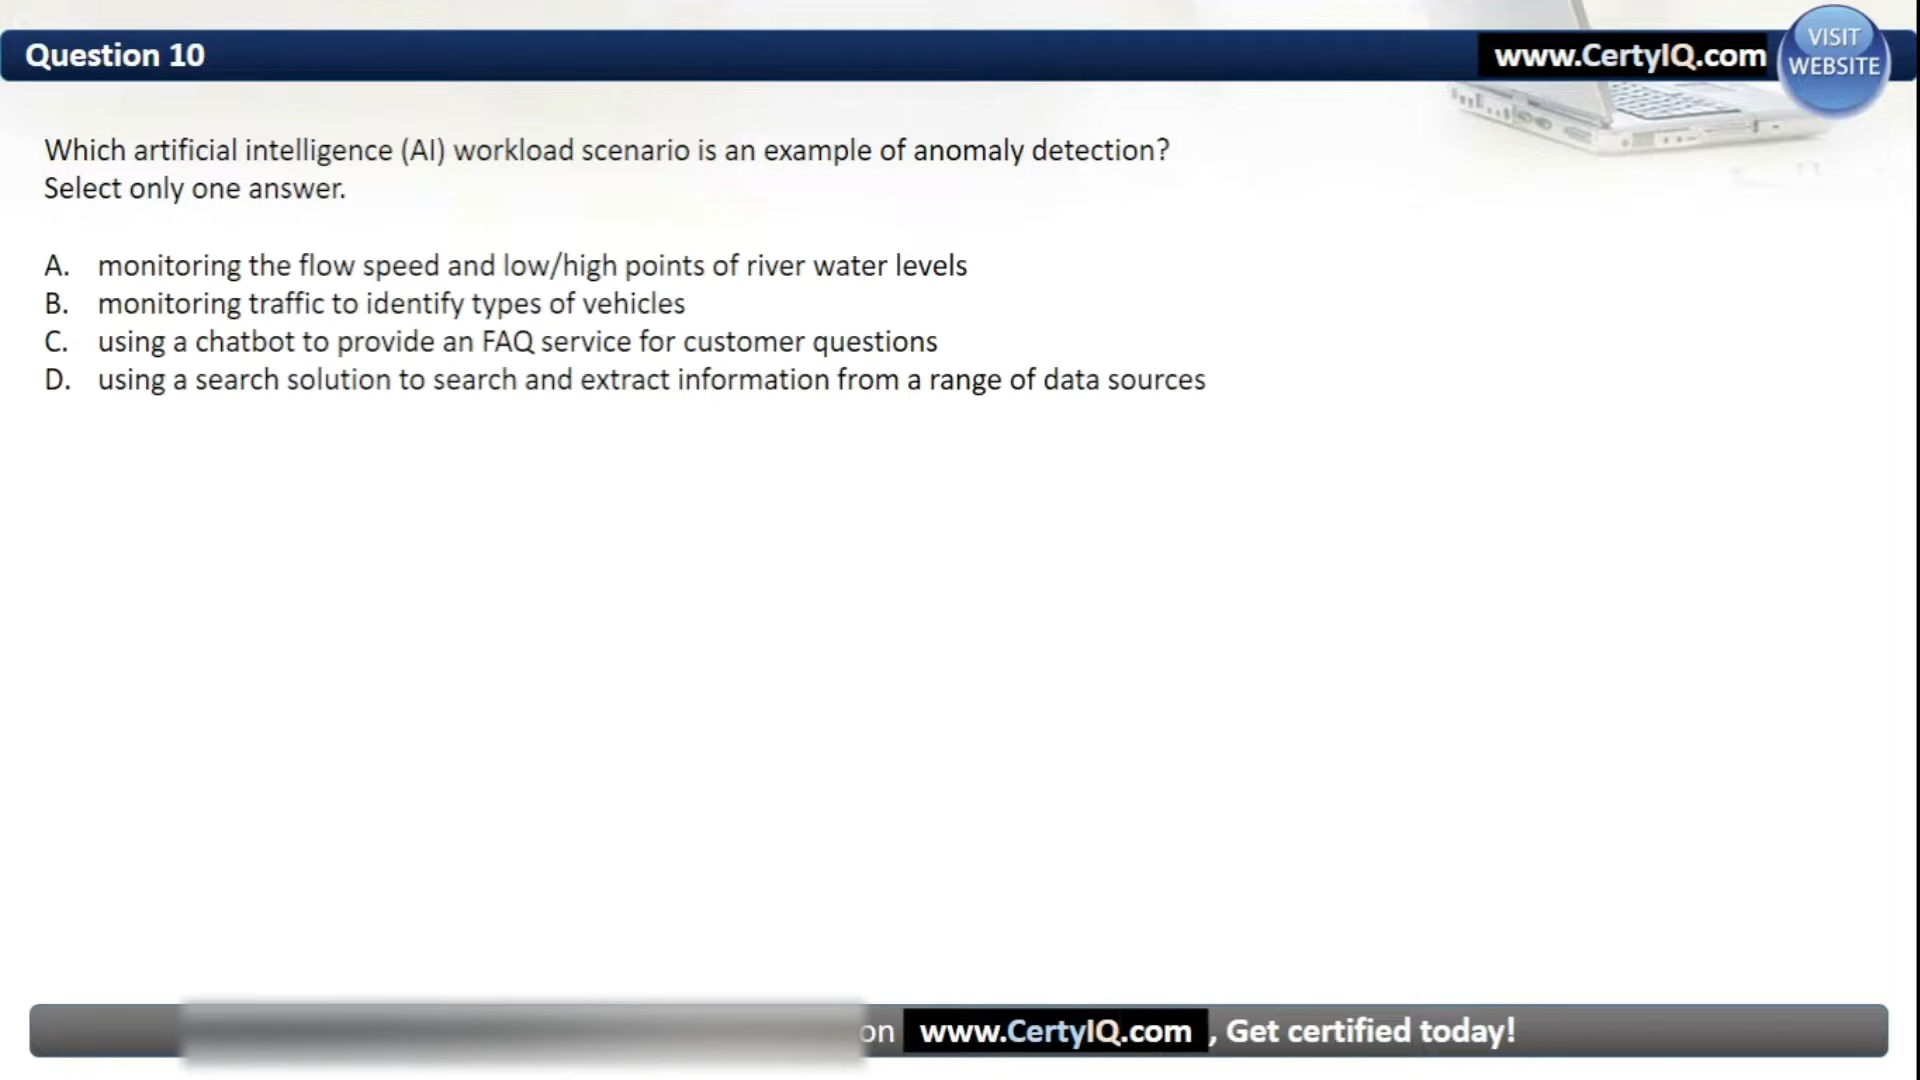 Question 10
www.CertyIQ.com
VISIT
WEBSITE
Which artificial intelligence (AI) workload scenario is an example of anomaly detection?
Select only one answer.
A. monitoring the flow speed and low/high points of river water levels
B. monitoring traffic to identify types of vehicles
C. using a chatbot to provide an FAQ service for customer questions
D. using a search solution to search and extract information from a range of data sources
on www.CertyIQ.com , Get certified today!